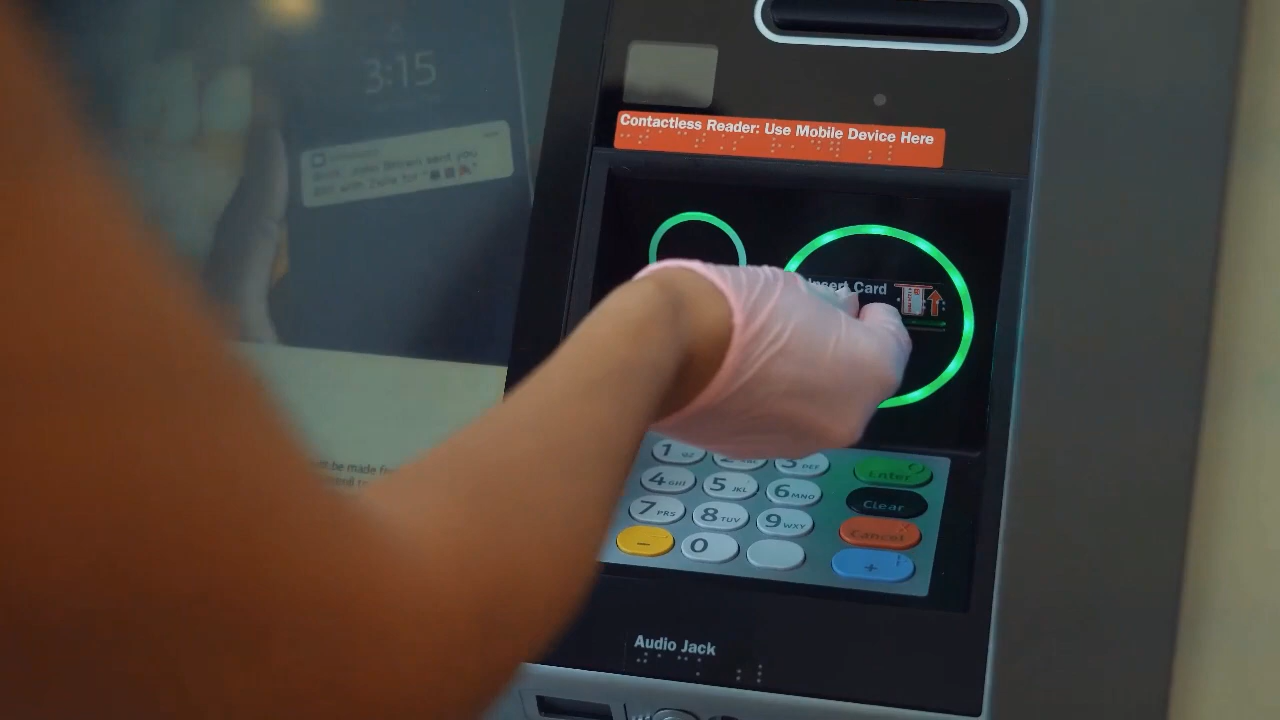 3:15
Contactless Reader: Use Mobile Device Here
Insert Card
1 QZ
2
3 DEF
Enter
4 GHI
5 JKL
6 MNO
Clear
7 PRS
8 TUV
9 WXY
Cancel
-
0
+
Audio Jack